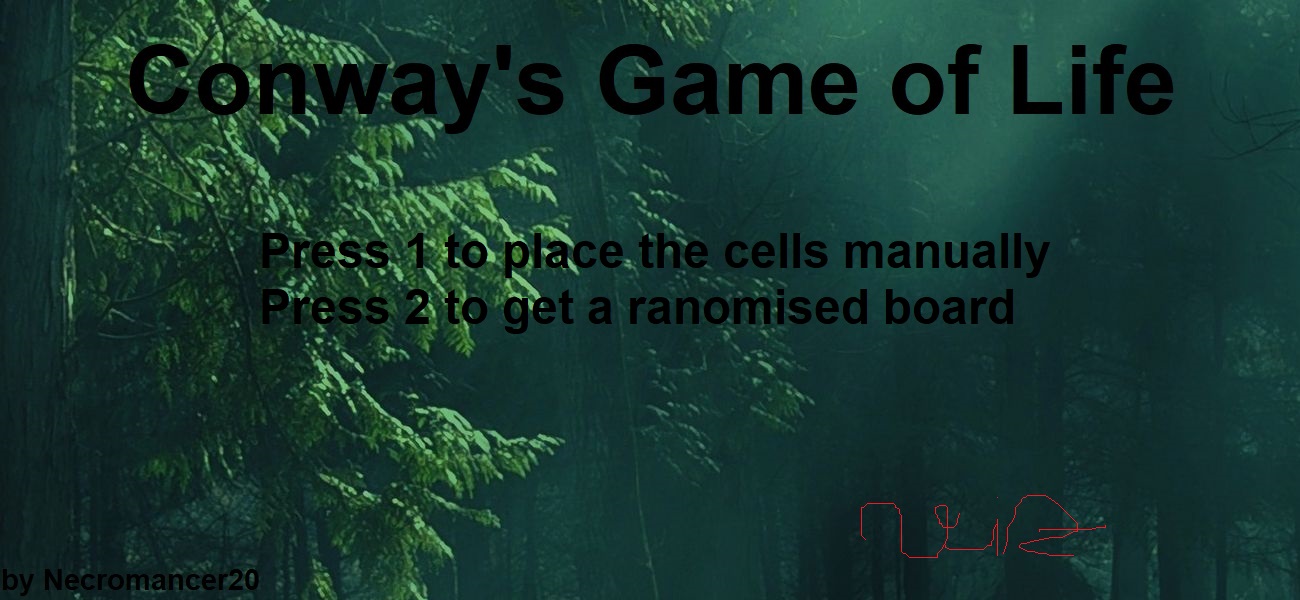 Conway's Game of Life
Press 1 to place the cells manually
Press 2 to get a ranomised board
by Necromancer20